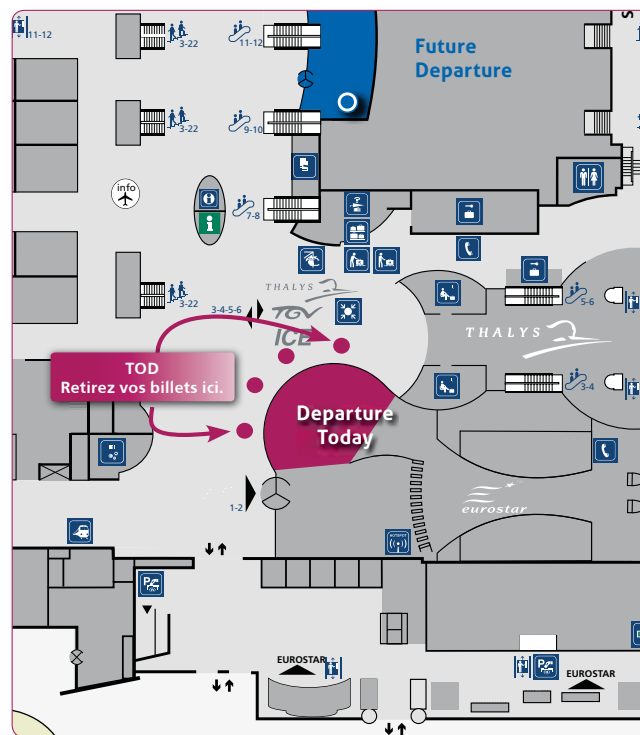 11-12
3-22
11-12
Future
Departure
3-22
9-10
info
i
i
7-8
3-22
3-4-5-6
THALYS
TGV
ICE
5-6
THALYS
TOD
Retirez vos billets ici.
3-4
Departure
Today
1-2
eurostar
HOTSPOT
P
EUROSTAR
P
EUROSTAR
S